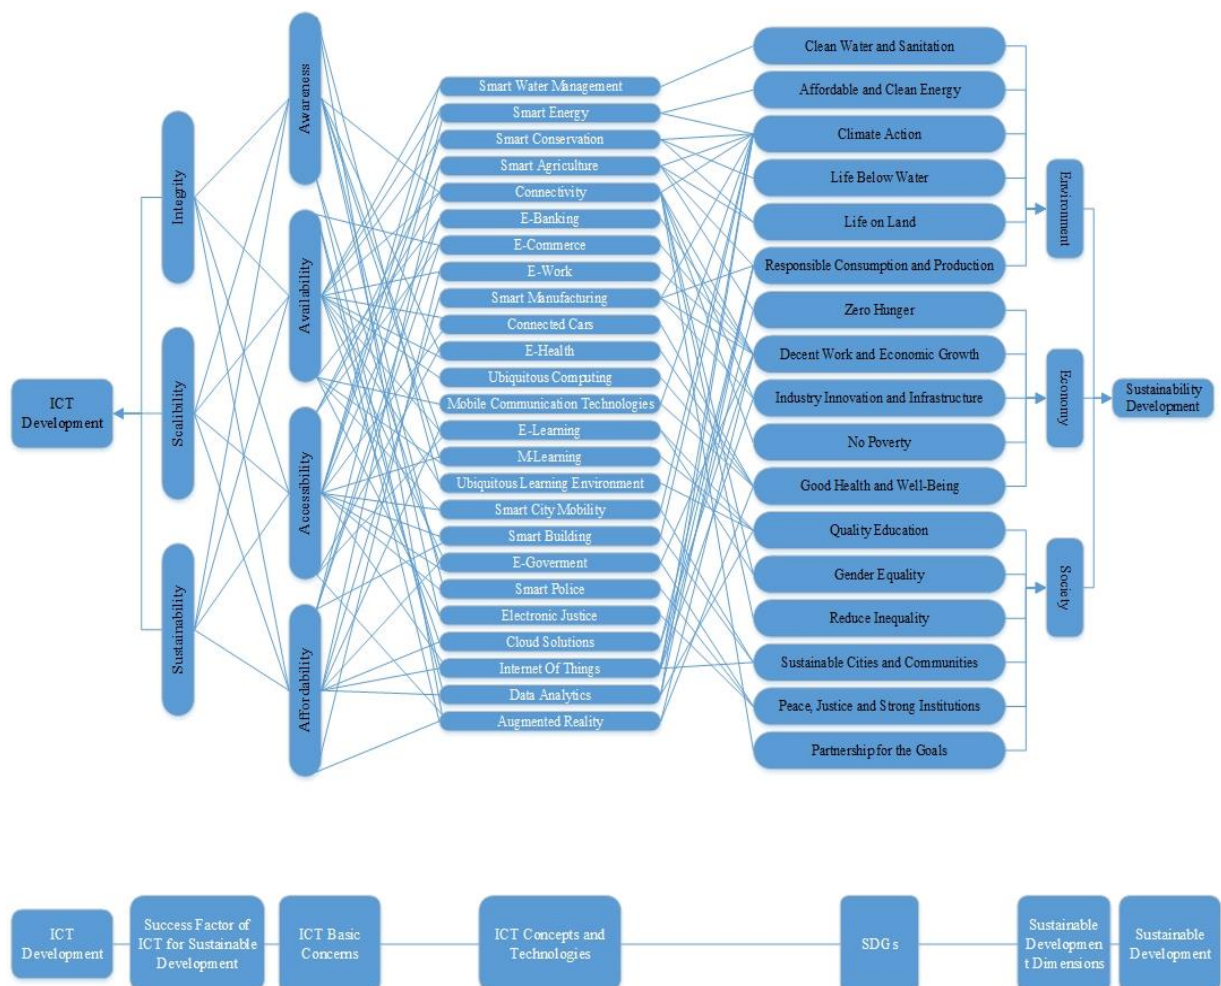 ICT
Development
Integrity
Scalability
Sustainability
Awareness
Availability
Accessibility
Affordability
Smart Water Management
Smart Energy
Smart Conservation
Smart Agriculture
Connectivity
E-Banking
E-Commerce
E-Work
Smart Manufacturing
Connected Cars
E-Health
Ubiquitous Computing
Mobile Communication Technologies
E-Learning
M-Learning
Ubiquitous Learning Environment
Smart City Mobility
Smart Building
E-Goverment
Smart Police
Electronic Justice
Cloud Solutions
Internet Of Things
Data Analytics
Augmented Reality
Clean Water and Sanitation
Affordable and Clean Energy
Climate Action
Life Below Water
Life on Land
Responsible Consumption and Production
Zero Hunger
Decent Work and Economic Growth
Industry Innovation and Infrastructure
No Poverty
Good Health and Well-Being
Quality Education
Gender Equality
Reduce Inequality
Sustainable Cities and Communities
Peace, Justice and Strong Institutions
Partnership for the Goals
Environment
Economy
Society
Sustainability
Development
ICT
Development
Success Factor of
ICT for Sustainable
Development
ICT Basic
Concerns
ICT Concepts and
Technologies
SDGs
Sustainable
Developmen
t Dimensions
Sustainable
Development